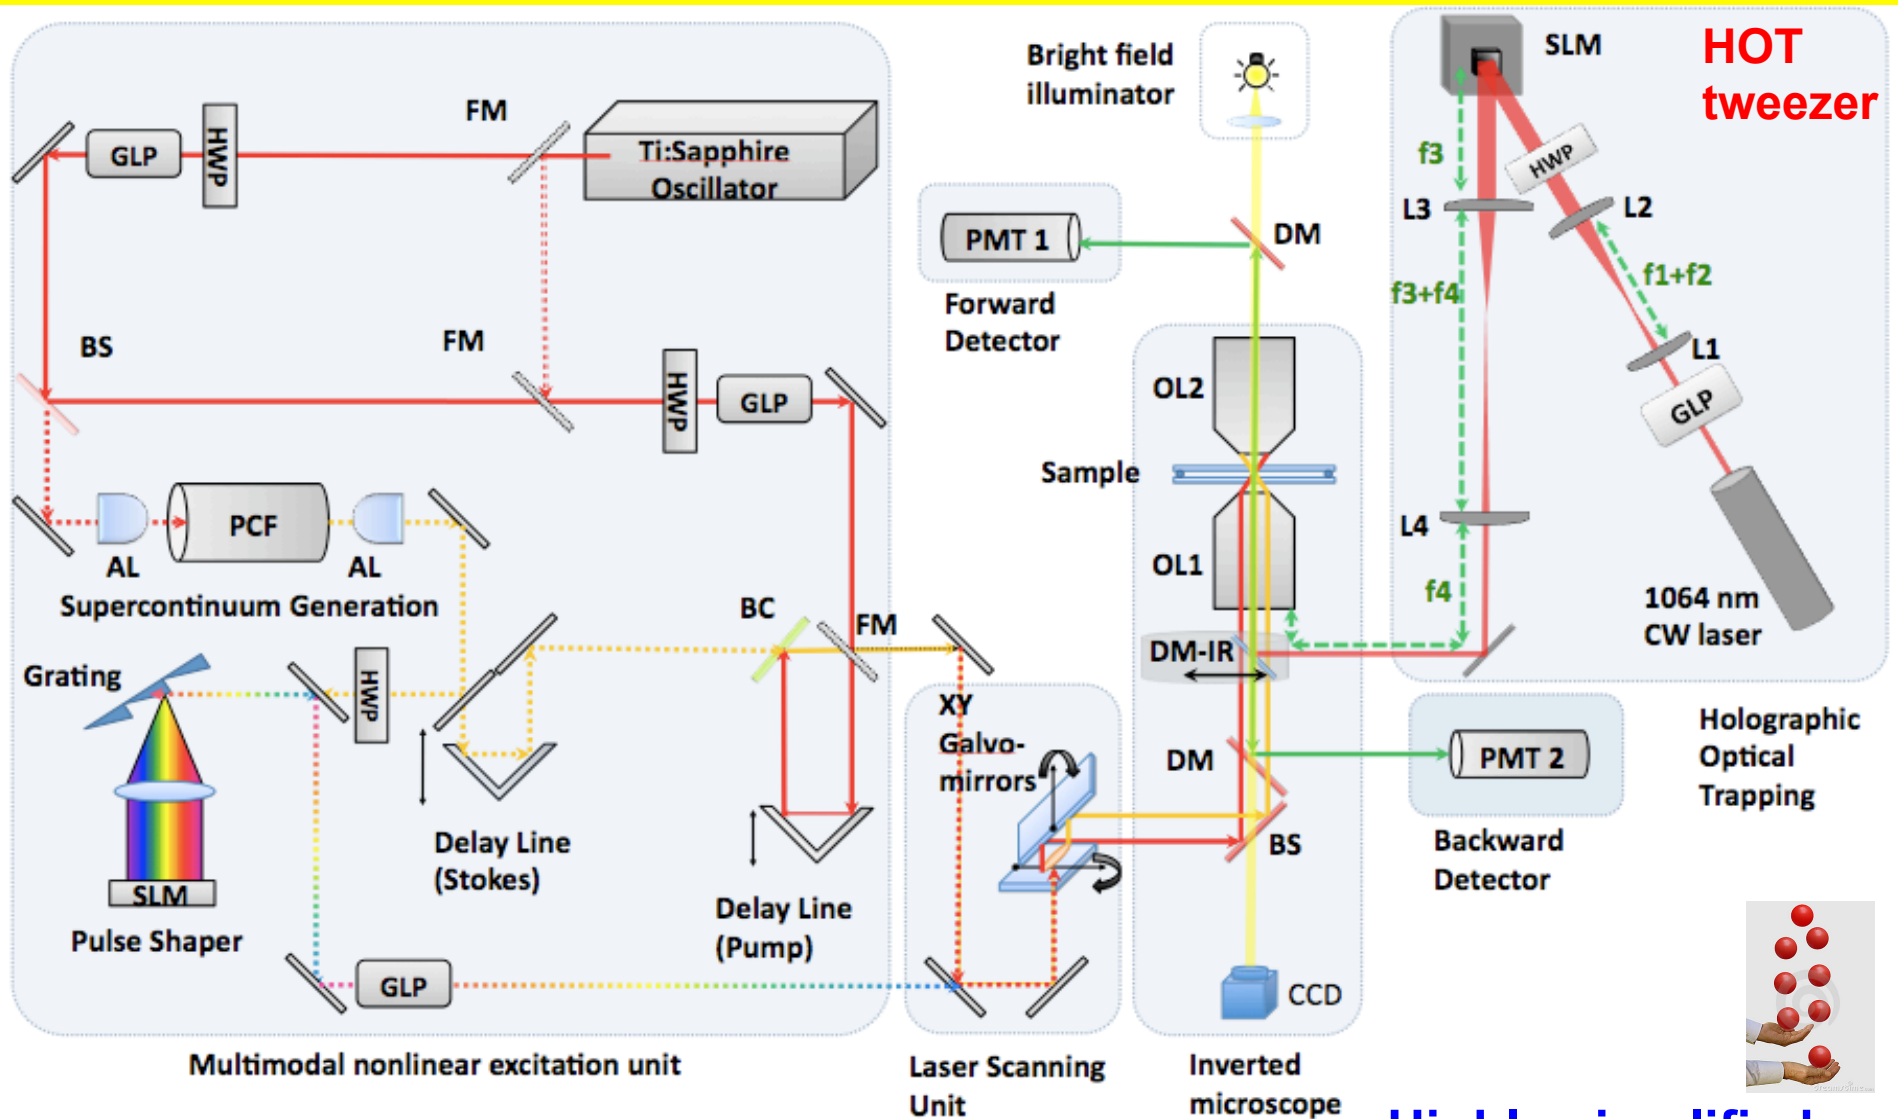 HOT
tweezer
SLM
HWP
f3
L3
L2
f1+f2
f3+f4
L1
GLP
L4
f4
1064 nm
CW laser
Holographic
Optical
Trapping
Bright field
illuminator
DM
PMT 1
Forward
Detector
OL2
Sample
OL1
DM-IR
DM
PMT 2
BS
Backward
Detector
CCD
Inverted
microscope
FM
Ti:Sapphire
Oscillator
GLP
HWP
BS
FM
HWP
GLP
PCF
AL
AL
Supercontinuum Generation
BC
FM
Grating
HWP
Delay Line
(Stokes)
SLM
Pulse Shaper
Delay Line
(Pump)
GLP
Multimodal nonlinear excitation unit
XY
Galvo-
mirrors
Laser Scanning
Unit